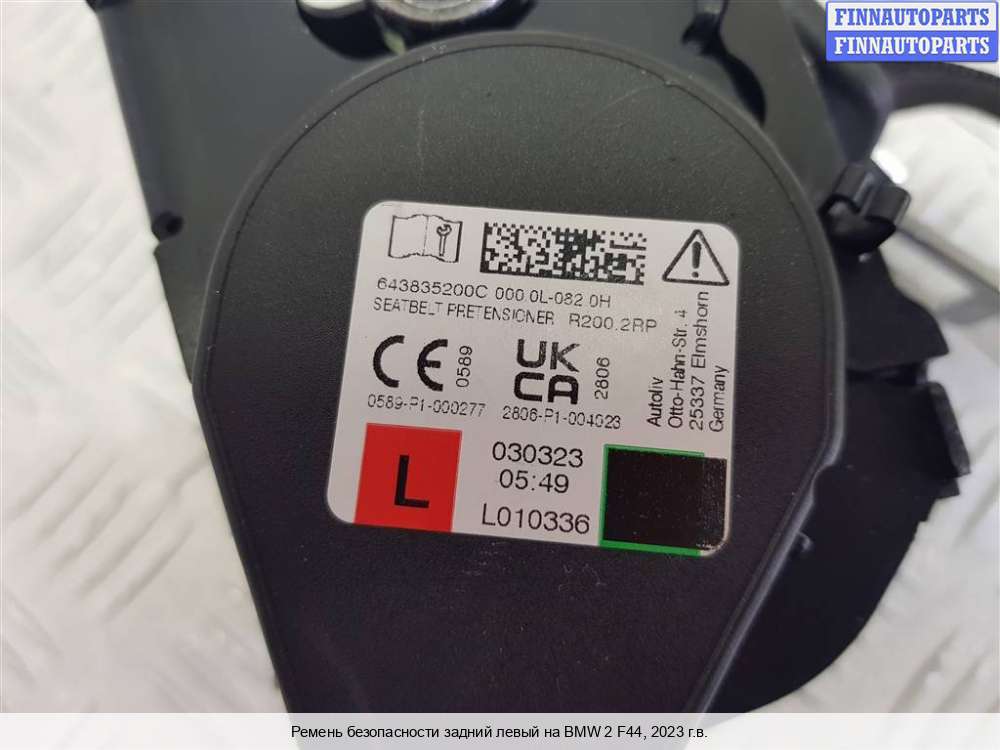 FINNAUTOPARTS
FINNAUTOPARTS
643835200C 000.0L-082.0H
SEATBELT PRETENSIONER R200.2RP
CE 0589
0589-P1-000277
UK
CA 2806
2806-P1-004023
Autoliv
Otto-Hahn-Str. 4
25337 Elmshorn
Germany
L
030323
05:49
L010336
Ремень безопасности задний левый на BMW 2 F44, 2023 г.в.